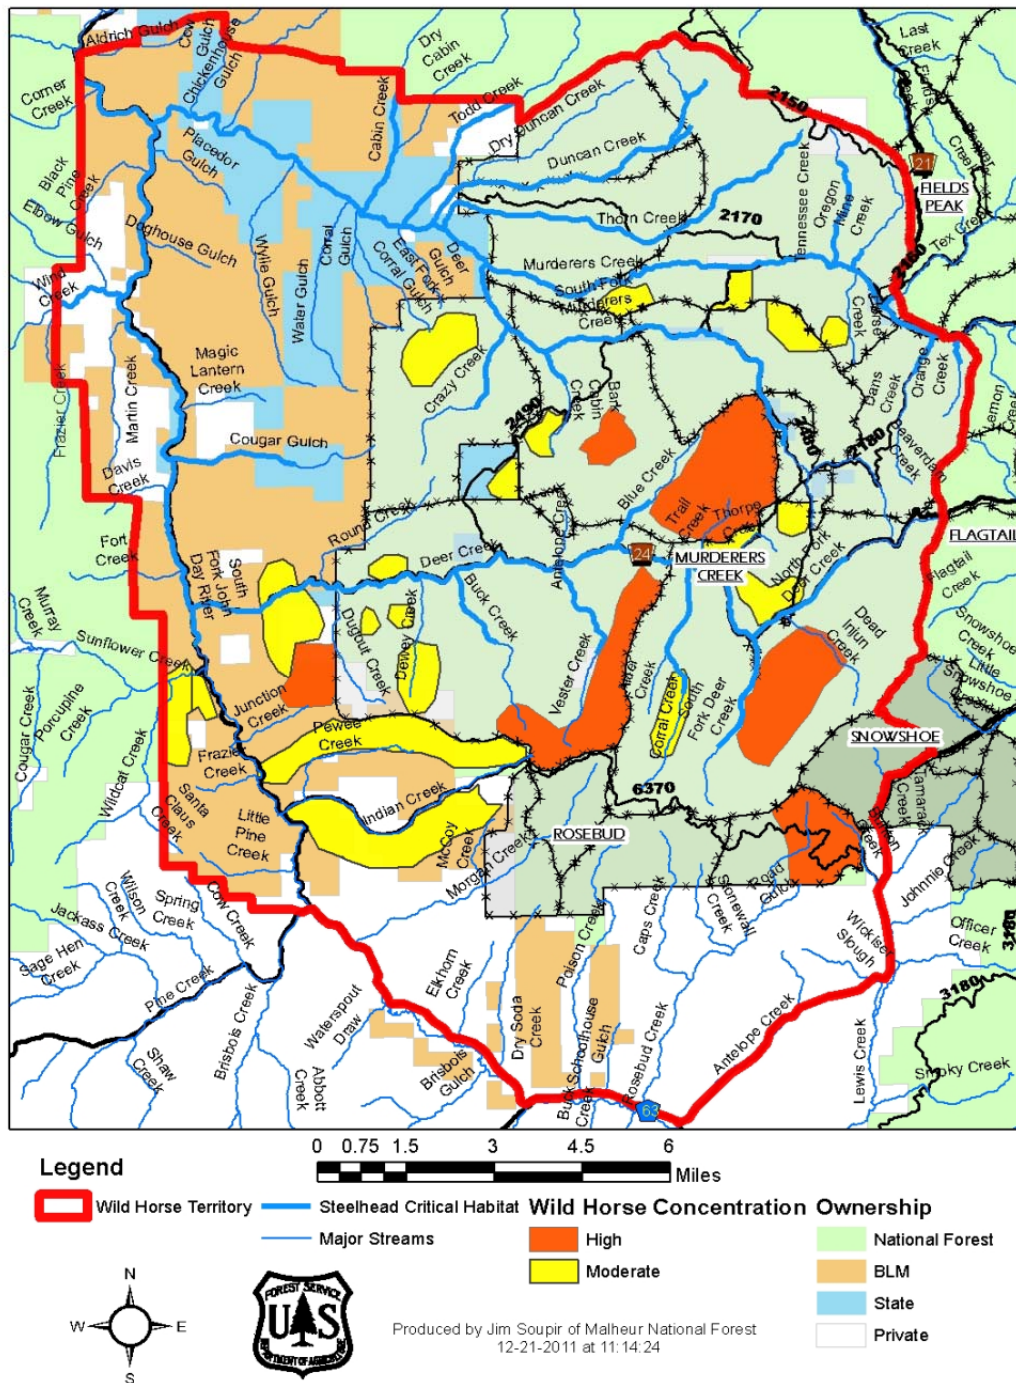 Aldrich Gulch
Cow
Gulch
Chickenhouse
Gulch
Dry
Cabin
Creek
Last
Creek
Fields
Creek
Corner
Creek
Cabin Creek
Todd Creek
Dry Duncan Creek
2150
Duncan Creek
Placedor
Gulch
Black
Pine
Creek
21
FIELDS
PEAK
Tennessee Creek
Oregon
Mine
Creek
Elbow Gulch
Thorn Creek
2170
Doghouse Gulch
Wylie Gulch
Corral
Gulch
East Fork
Corral Gulch
Deer
Gulch
Tex Creek
2160
Wind
Creek
Water Gulch
Murderers Creek
South Fork
Murderers
Creek
Horse
Creek
Magic
Lantern
Creek
Crazy Creek
Dans
Creek
Orange
Creek
Frazier Creek
Martin Creek
2490
Bark
Cabin
Creek
Lemon
Creek
Cougar Gulch
2480
2180
Beaverdam
Creek
Davis
Creek
Blue Creek
Trail
Creek
Thorpe
Creek
Round Creek
Fort
Creek
Antelope Creek
FLAGTAIL
Deer Creek
24
MURDERERS
CREEK
Flagtail
Creek
South
Fork John
Day River
North Fork
Deer Creek
Murray
Creek
Buck Creek
Dugout Creek
Dewey Creek
Dead
Injun
Creek
Snowshoe
Creek
Little
Snowshoe
Creek
Sunflower Creek
Vester Creek
Corral Creek
South
Fork Deer
Creek
Cougar Creek
Porcupine
Creek
Junction
Creek
Pewee
Creek
SNOWSHOE
Frazier
Creek
Wildcat Creek
6370
Santa
Claus
Creek
Indian Creek
Tamarack
Creek
Little
Pine
Creek
ROSEBUD
McCoy
Creek
Morgan Creek
Road
Gulch
Johnnie Creek
Wilson
Creek
Spring
Creek
Cow Creek
Caps Creek
Stonewall
Creek
Jackass Creek
Poison Creek
Wickiser
Slough
Officer
Creek
3180
Sage Hen
Creek
Elkhorn
Creek
Pine Creek
3180
Waterspout
Draw
Brisbois Creek
Dry Soda
Creek
Schoolhouse
Gulch
Rosebud Creek
Antelope Creek
Shaw
Creek
Abbott
Creek
Brisbois
Gulch
Buck
Creek
63
Lewis Creek
Smoky Creek
0 0.75 1.5 3 4.5 6
Miles
Legend
Wild Horse Territory
Steelhead Critical Habitat
Major Streams
Wild Horse Concentration
High
Moderate
Ownership
National Forest
BLM
State
Private
N
W E
S
FOREST SERVICE
U S
DEPARTMENT OF AGRICULTURE
Produced by Jim Soupir of Malheur National Forest
12-21-2011 at 11:14:24